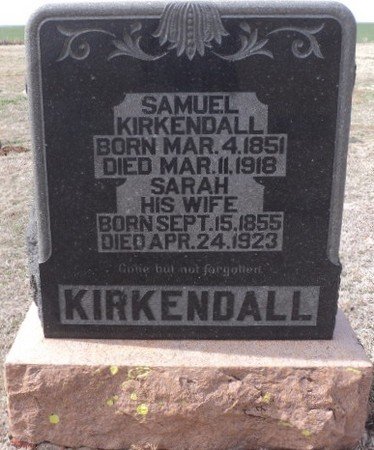 SAMUEL
KIRKENDALL
BORN MAR. 4. 1851
DIED MAR. 11. 1918
SARAH
HIS WIFE
BORN SEPT. 15. 1855
DIED APR. 24. 1923
Gone but not forgotten.
KIRKENDALL